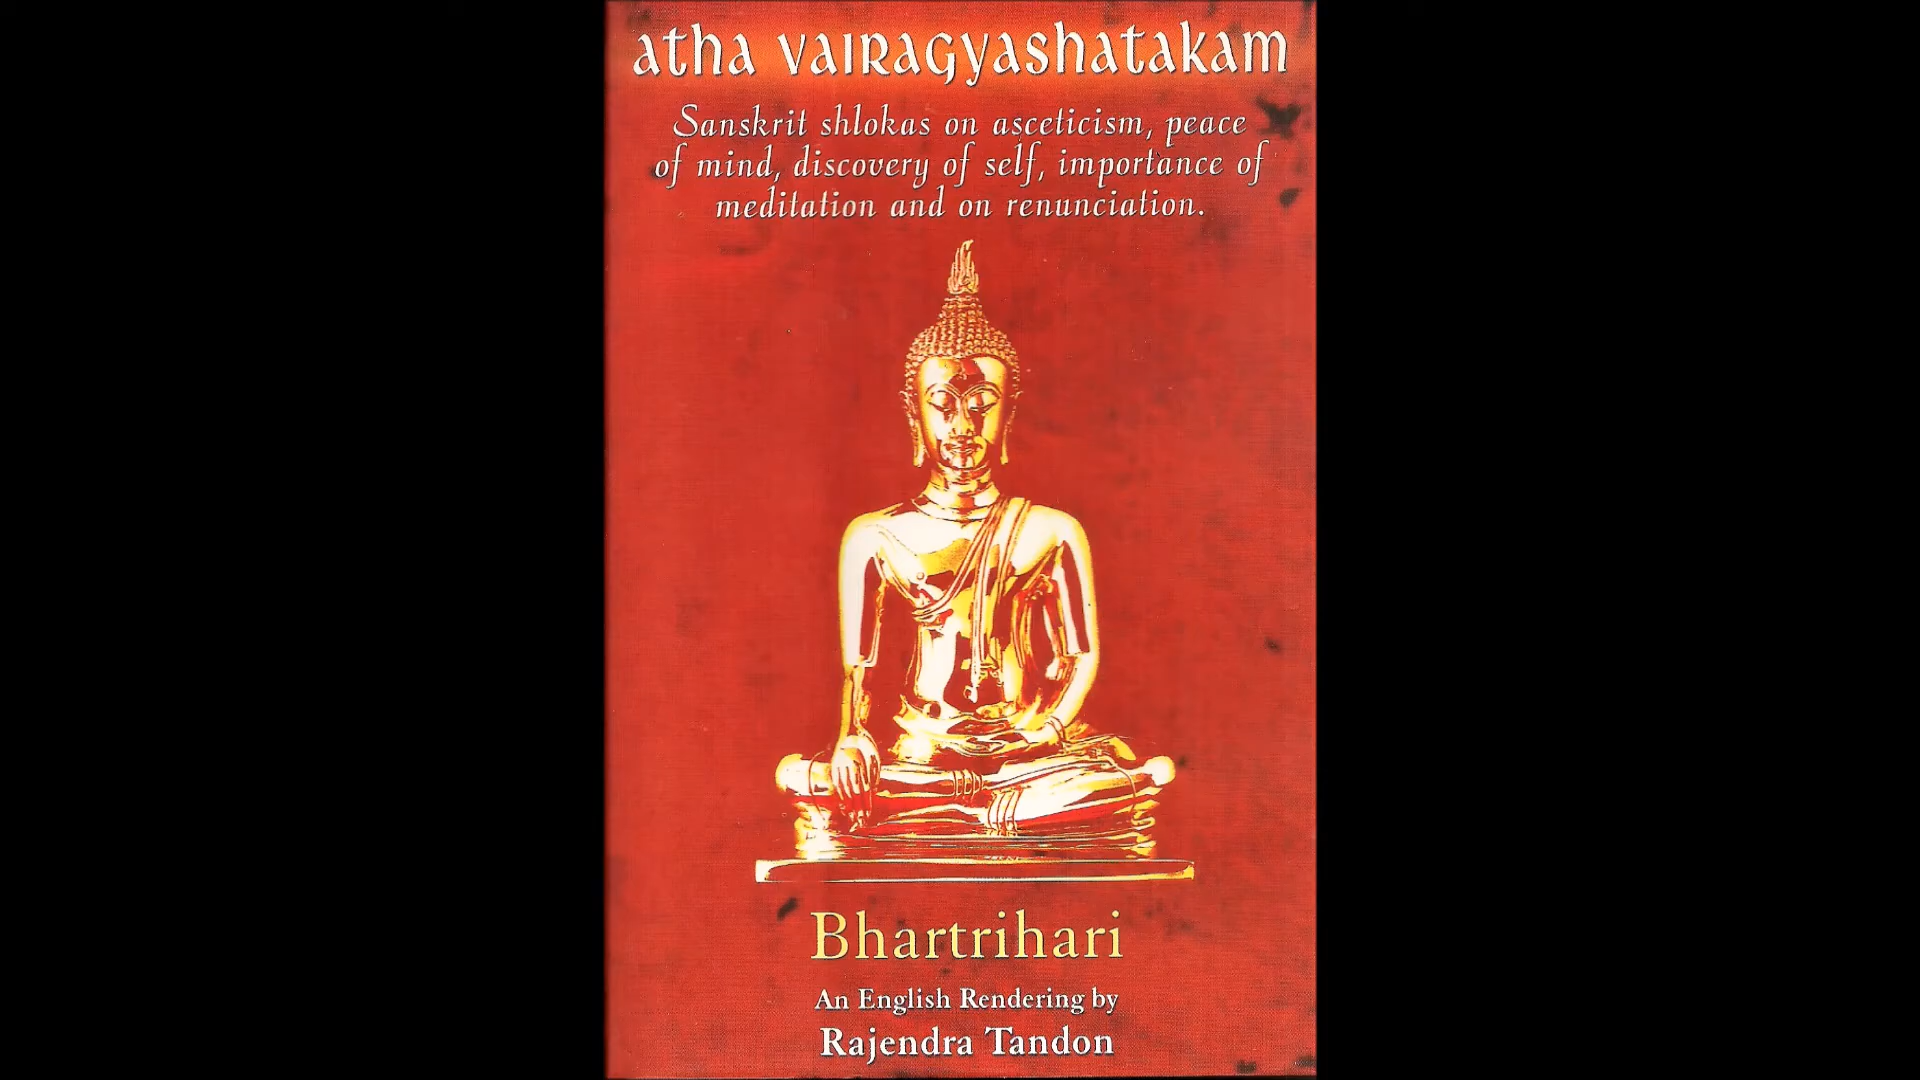 atha vairagyashatakam
Sanskrit shlokas on asceticism, peace
of mind, discovery of self, importance of
meditation and on renunciation.
Bhartrihari
An English Rendering by
Rajendra Tandon